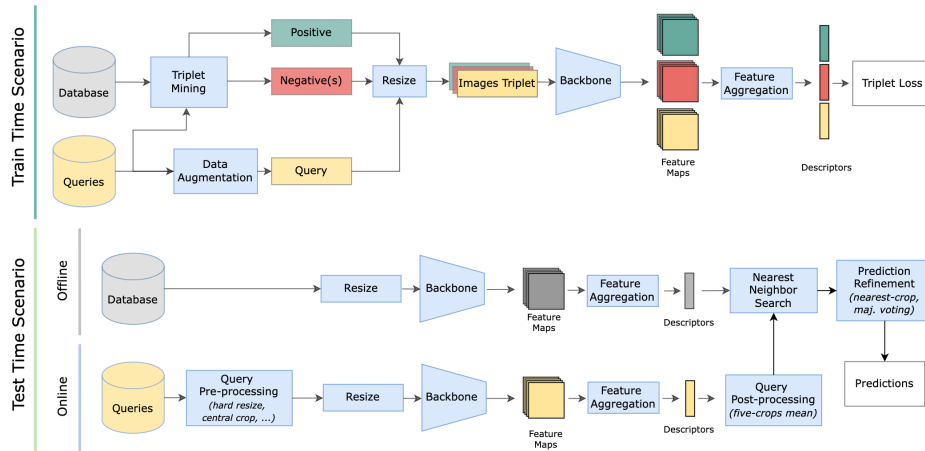 Train Time Scenario
Database
Queries
Triplet
Mining
Data
Augmentation
Positive
Negative(s)
Query
Resize
Images Triplet
Backbone
Feature
Maps
Feature
Aggregation
Descriptors
Triplet Loss
Test Time Scenario
Offline
Database
Resize
Backbone
Feature
Maps
Feature
Aggregation
Descriptors
Nearest
Neighbor
Search
Prediction
Refinement
(nearest-crop,
maj. voting)
Online
Queries
Query
Pre-processing
(hard resize,
central crop, ...)
Resize
Backbone
Feature
Maps
Feature
Aggregation
Descriptors
Query
Post-processing
(five-crops mean)
Predictions